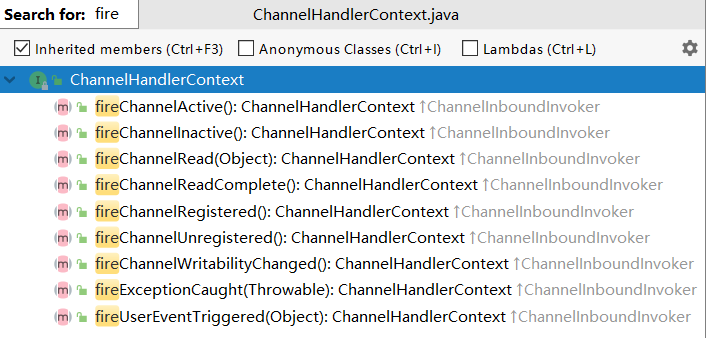 Search for: fire ChannelHandlerContext.java
Inherited members (Ctrl+F3) Anonymous Classes (Ctrl+I) Lambdas (Ctrl+L)
I ChannelHandlerContext
m fireChannelActive(): ChannelHandlerContext ↑ChannelInboundInvoker
m fireChannelInactive(): ChannelHandlerContext ↑ChannelInboundInvoker
m fireChannelRead(Object): ChannelHandlerContext ↑ChannelInboundInvoker
m fireChannelReadComplete(): ChannelHandlerContext ↑ChannelInboundInvoker
m fireChannelRegistered(): ChannelHandlerContext ↑ChannelInboundInvoker
m fireChannelUnregistered(): ChannelHandlerContext ↑ChannelInboundInvoker
m fireChannelWritabilityChanged(): ChannelHandlerContext ↑ChannelInboundInvoker
m fireExceptionCaught(Throwable): ChannelHandlerContext ↑ChannelInboundInvoker
m fireUserEventTriggered(Object): ChannelHandlerContext ↑ChannelInboundInvoker